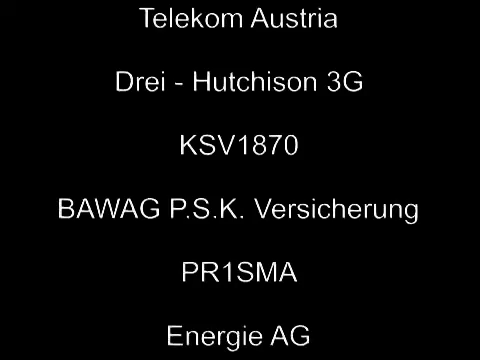 Telekom Austria
Drei - Hutchison 3G
KSV1870
BAWAG P.S.K. Versicherung
PR1SMA
Energie AG